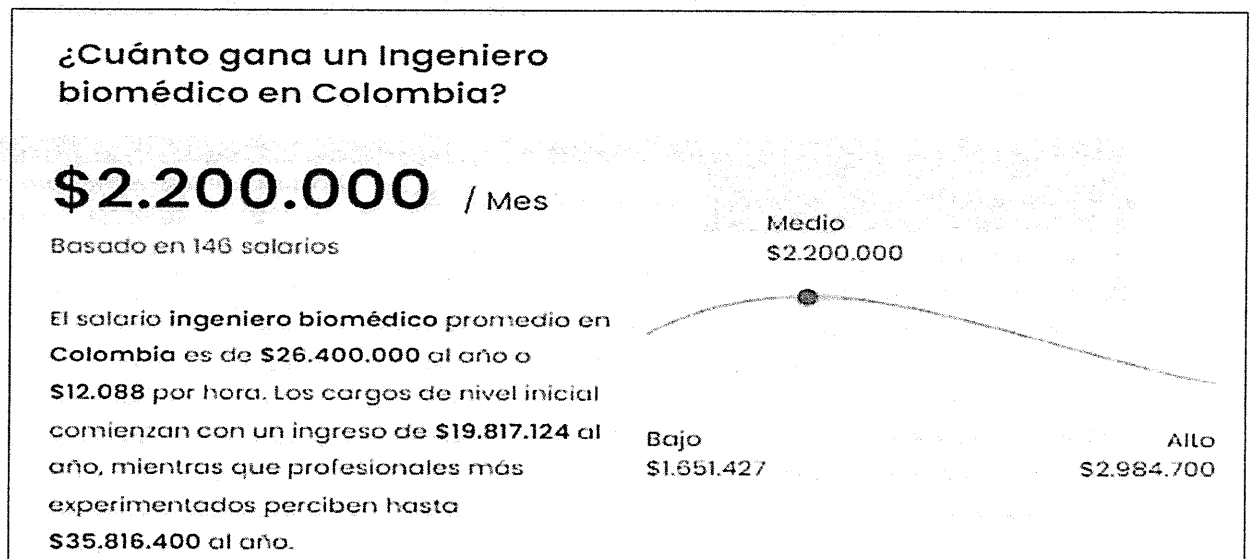 ¿Cuánto gana un Ingeniero
biomédico en Colombia?
$2.200.000 / Mes
Basado en 146 salarios
El salario ingeniero biomédico promedio en
Colombia es de $26.400.000 al año o
$12.088 por hora. Los cargos de nivel inicial
comienzan con un ingreso de $19.817.124 al
año, mientras que profesionales más
experimentados perciben hasta
$35.816.400 al año.
Medio
$2.200.000
Bajo
$1.651.427
Alto
$2.984.700